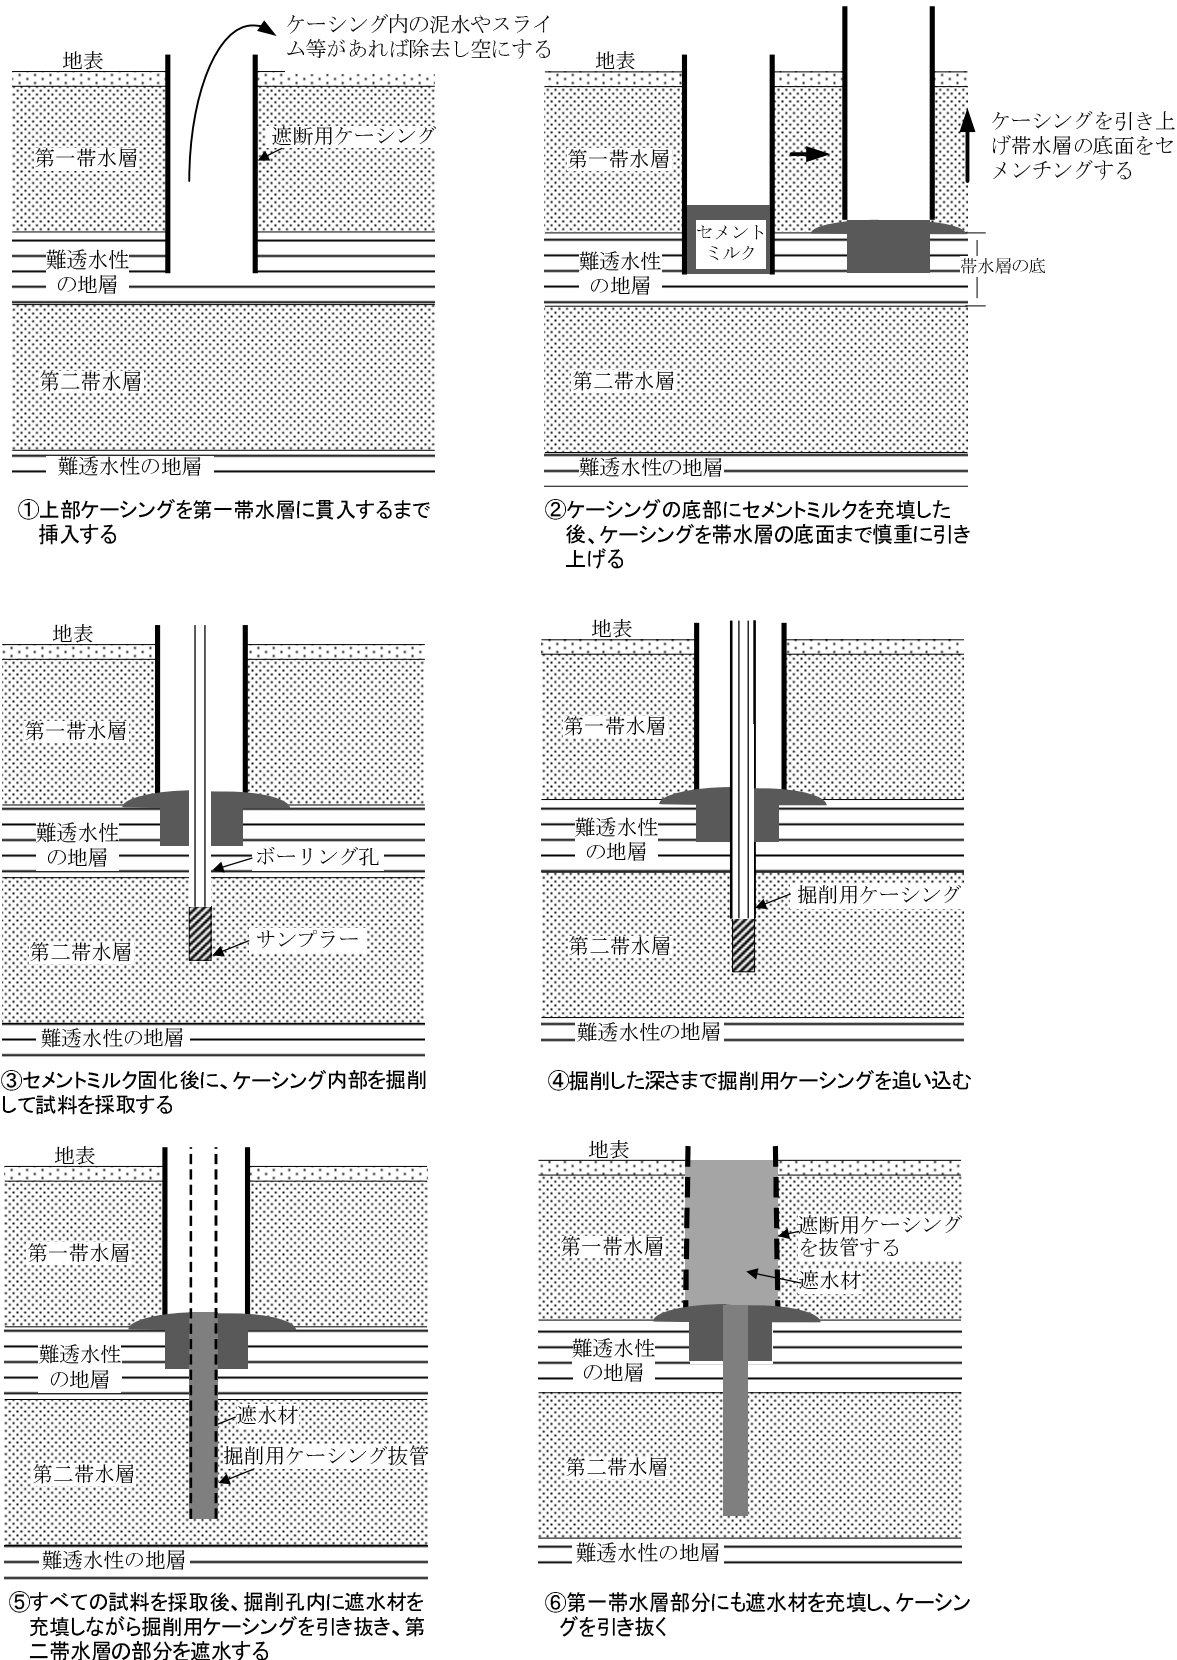 ケーシング内の泥水やスライ
ム等があれば除去し空にする
地表
遮断用ケーシング
第一帯水層
難透水性
の地層
第二帯水層
難透水性の地層
①上部ケーシングを第一帯水層に貫入するまで
挿入する
地表
第一帯水層
ケーシングを引き上
げ帯水層の底面をセ
メンチングする
セメント
ミルク
難透水性
の地層
帯水層の底
第二帯水層
難透水性の地層
②ケーシングの底部にセメントミルクを充填した
後、ケーシングを帯水層の底面まで慎重に引き
上げる
地表
第一帯水層
難透水性
の地層
ボーリング孔
サンプラー
第二帯水層
難透水性の地層
③セメントミルク固化後に、ケーシング内部を掘削
して試料を採取する
地表
第一帯水層
難透水性
の地層
掘削用ケーシング
第二帯水層
難透水性の地層
④掘削した深さまで掘削用ケーシングを追い込む
地表
第一帯水層
難透水性
の地層
遮水材
掘削用ケーシング抜管
第二帯水層
難透水性の地層
⑤すべての試料を採取後、掘削孔内に遮水材を
充填しながら掘削用ケーシングを引き抜き、第
二帯水層の部分を遮水する
地表
遮断用ケーシング
を抜管する
第一帯水層
遮水材
難透水性
の地層
第二帯水層
難透水性の地層
⑥第一帯水層部分にも遮水材を充填し、ケーシン
グを引き抜く